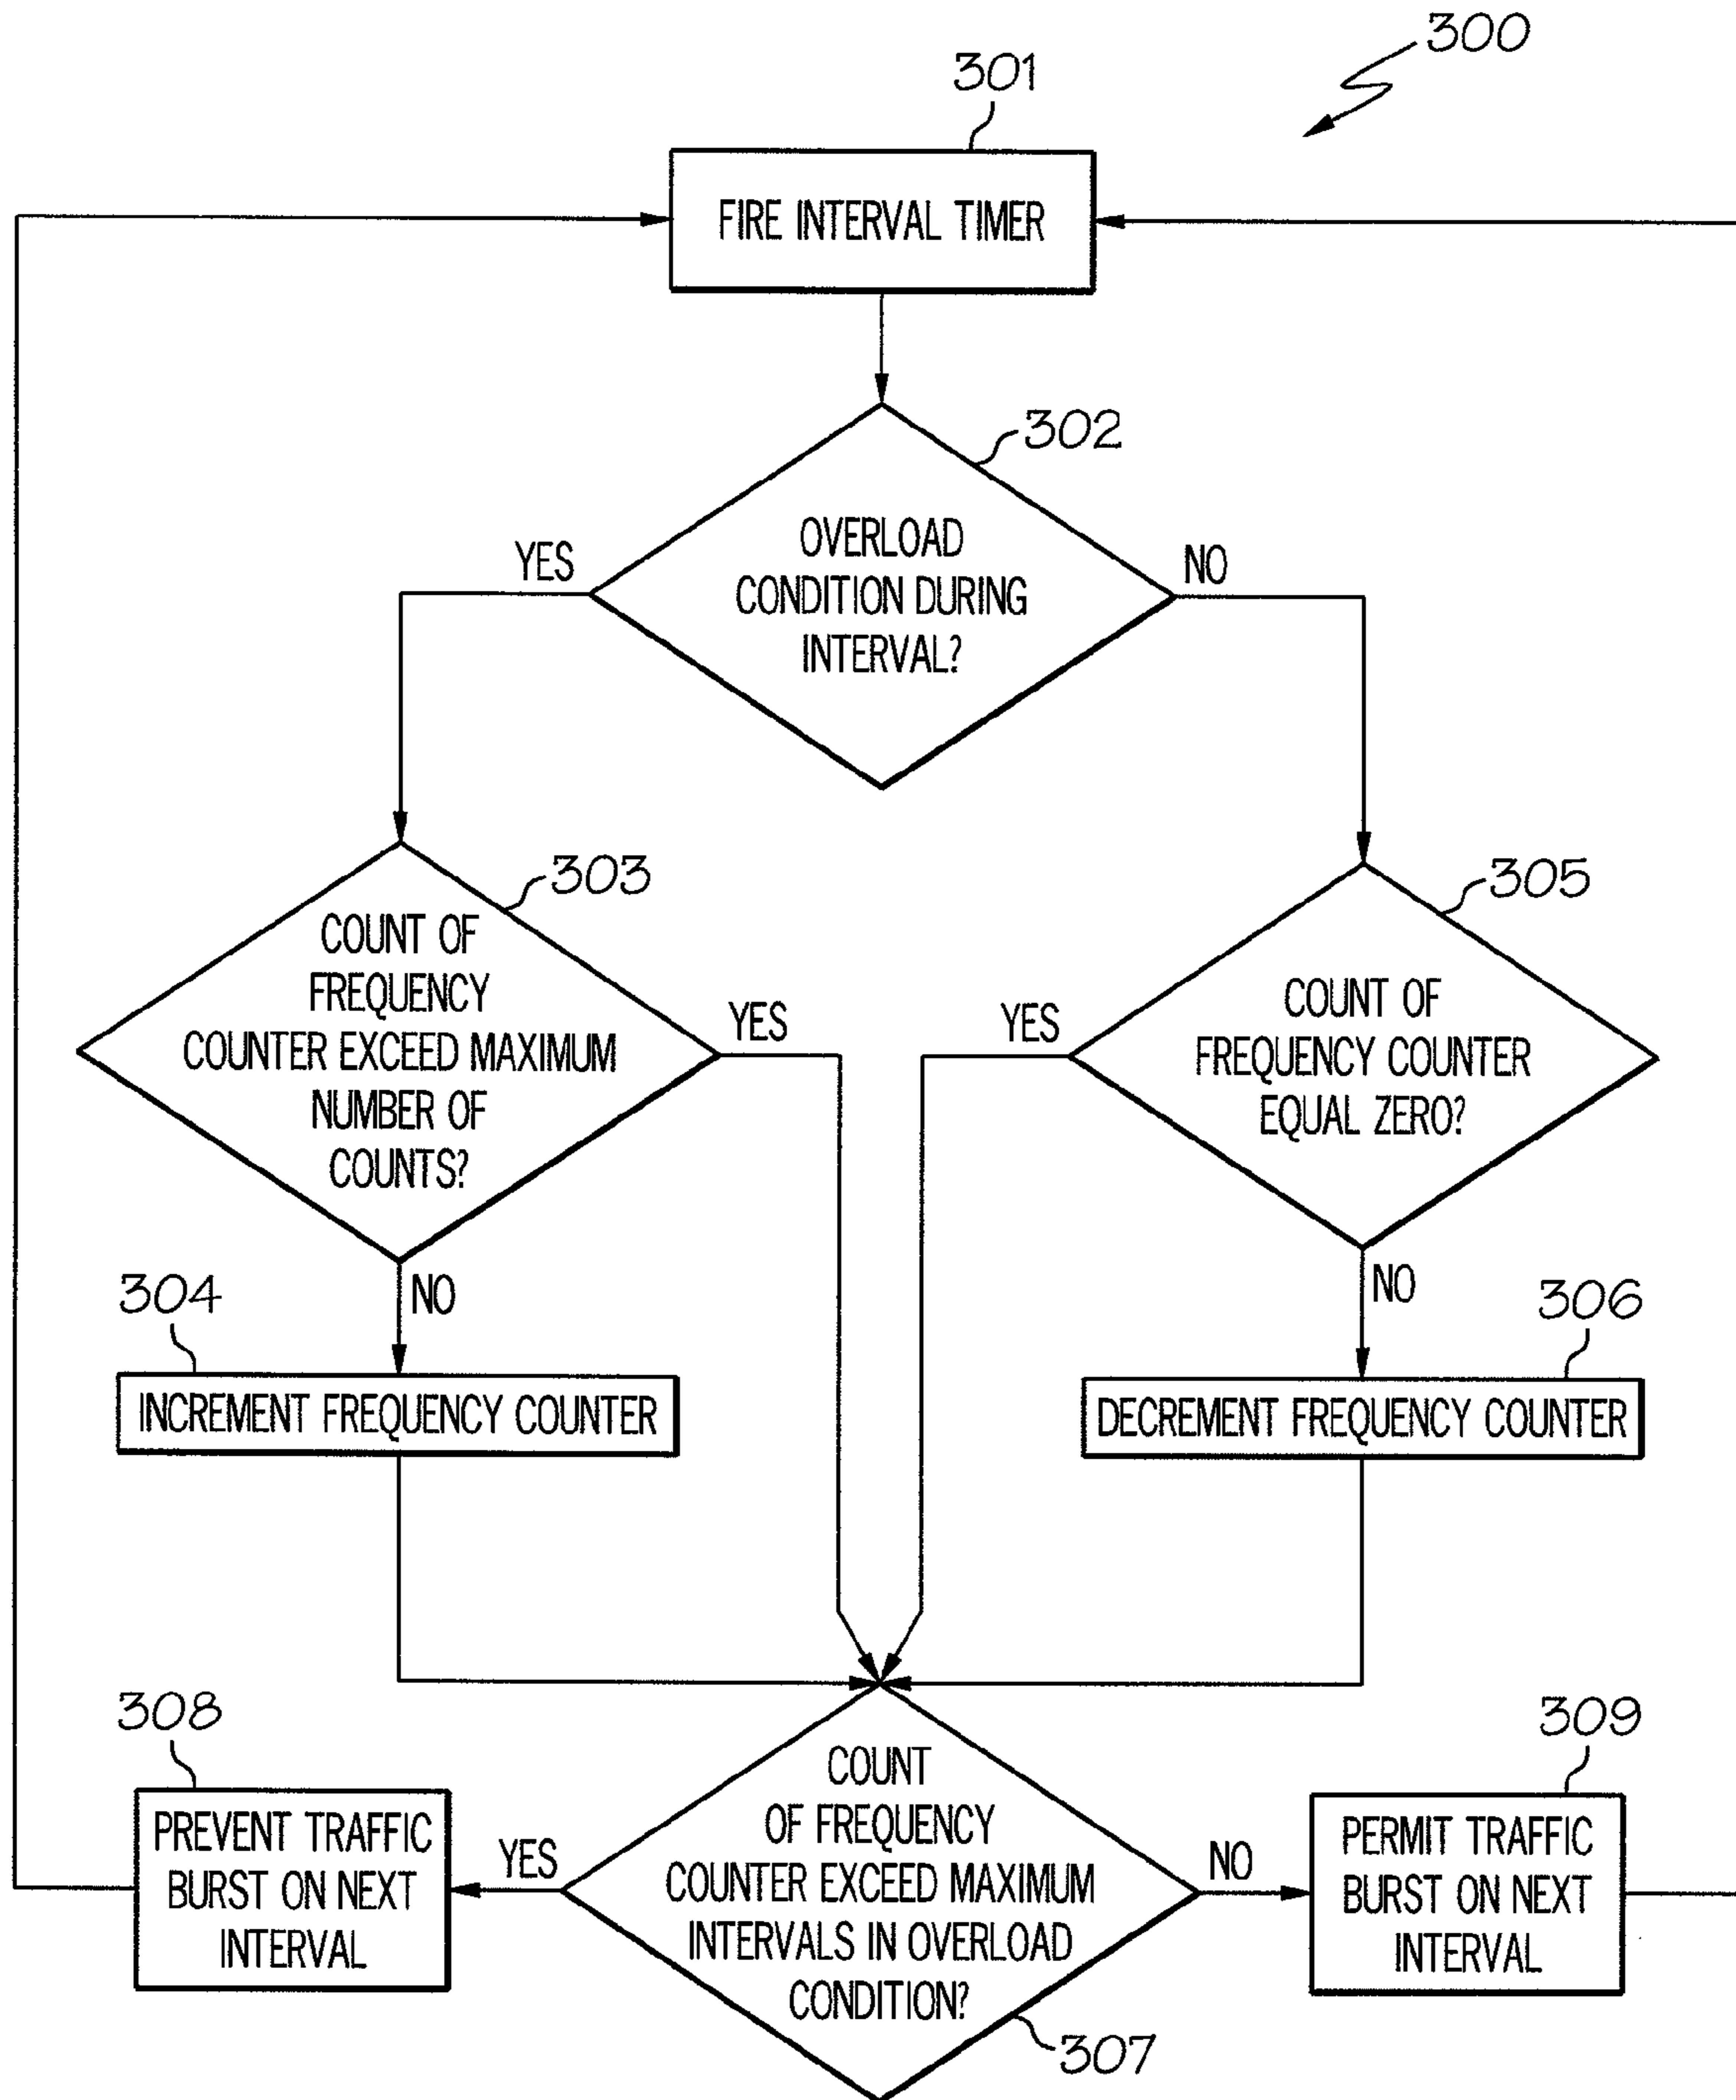 300
301
FIRE INTERVAL TIMER
302
OVERLOAD
CONDITION DURING
INTERVAL?
YES
NO
303
COUNT OF
FREQUENCY
COUNTER EXCEED MAXIMUM
NUMBER OF
COUNTS?
YES
NO
305
COUNT OF
FREQUENCY COUNTER
EQUAL ZERO?
YES
NO
304
INCREMENT FREQUENCY COUNTER
306
DECREMENT FREQUENCY COUNTER
308
PREVENT TRAFFIC
BURST ON NEXT
INTERVAL
YES
COUNT
OF FREQUENCY
COUNTER EXCEED MAXIMUM
INTERVALS IN OVERLOAD
CONDITION?
307
NO
309
PERMIT TRAFFIC
BURST ON NEXT
INTERVAL